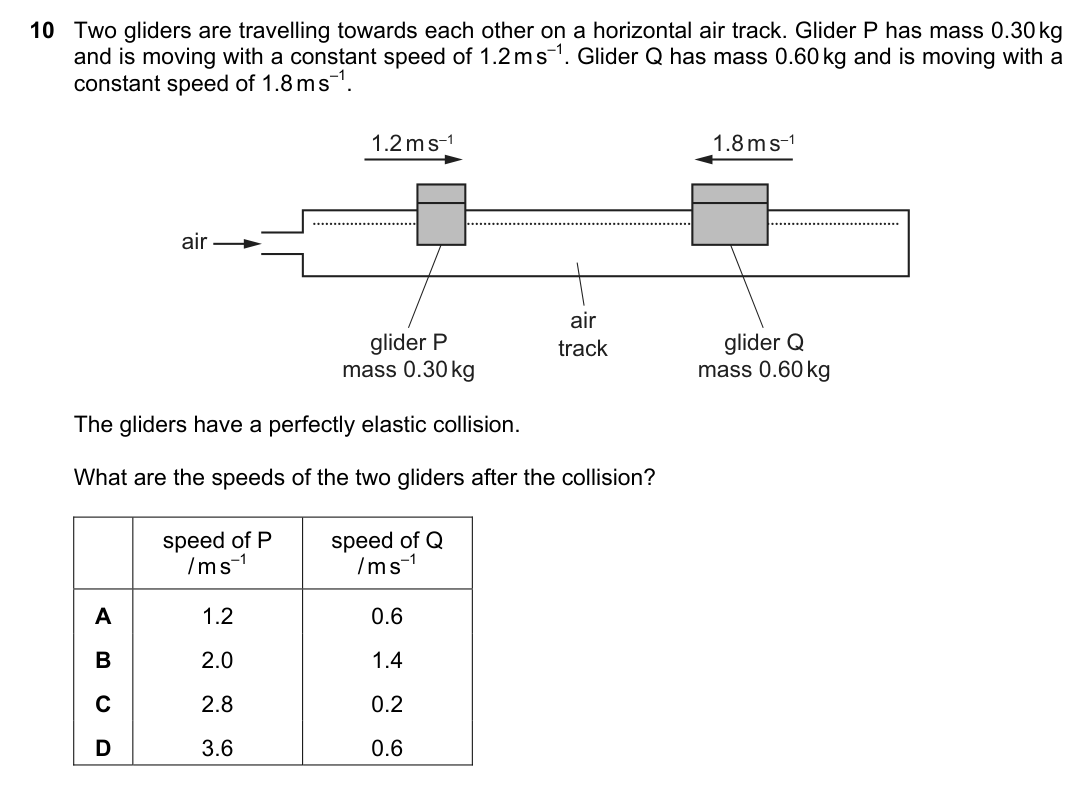 10 Two gliders are travelling towards each other on a horizontal air track. Glider P has mass 0.30 kg
and is moving with a constant speed of 1.2 m s⁻¹. Glider Q has mass 0.60 kg and is moving with a
constant speed of 1.8 m s⁻¹.
1.2 m s⁻¹ 1.8 m s⁻¹
air
glider P
mass 0.30 kg
air
track
glider Q
mass 0.60 kg
The gliders have a perfectly elastic collision.
What are the speeds of the two gliders after the collision?
speed of P
/ m s⁻¹
speed of Q
/ m s⁻¹
A 1.2 0.6
B 2.0 1.4
C 2.8 0.2
D 3.6 0.6